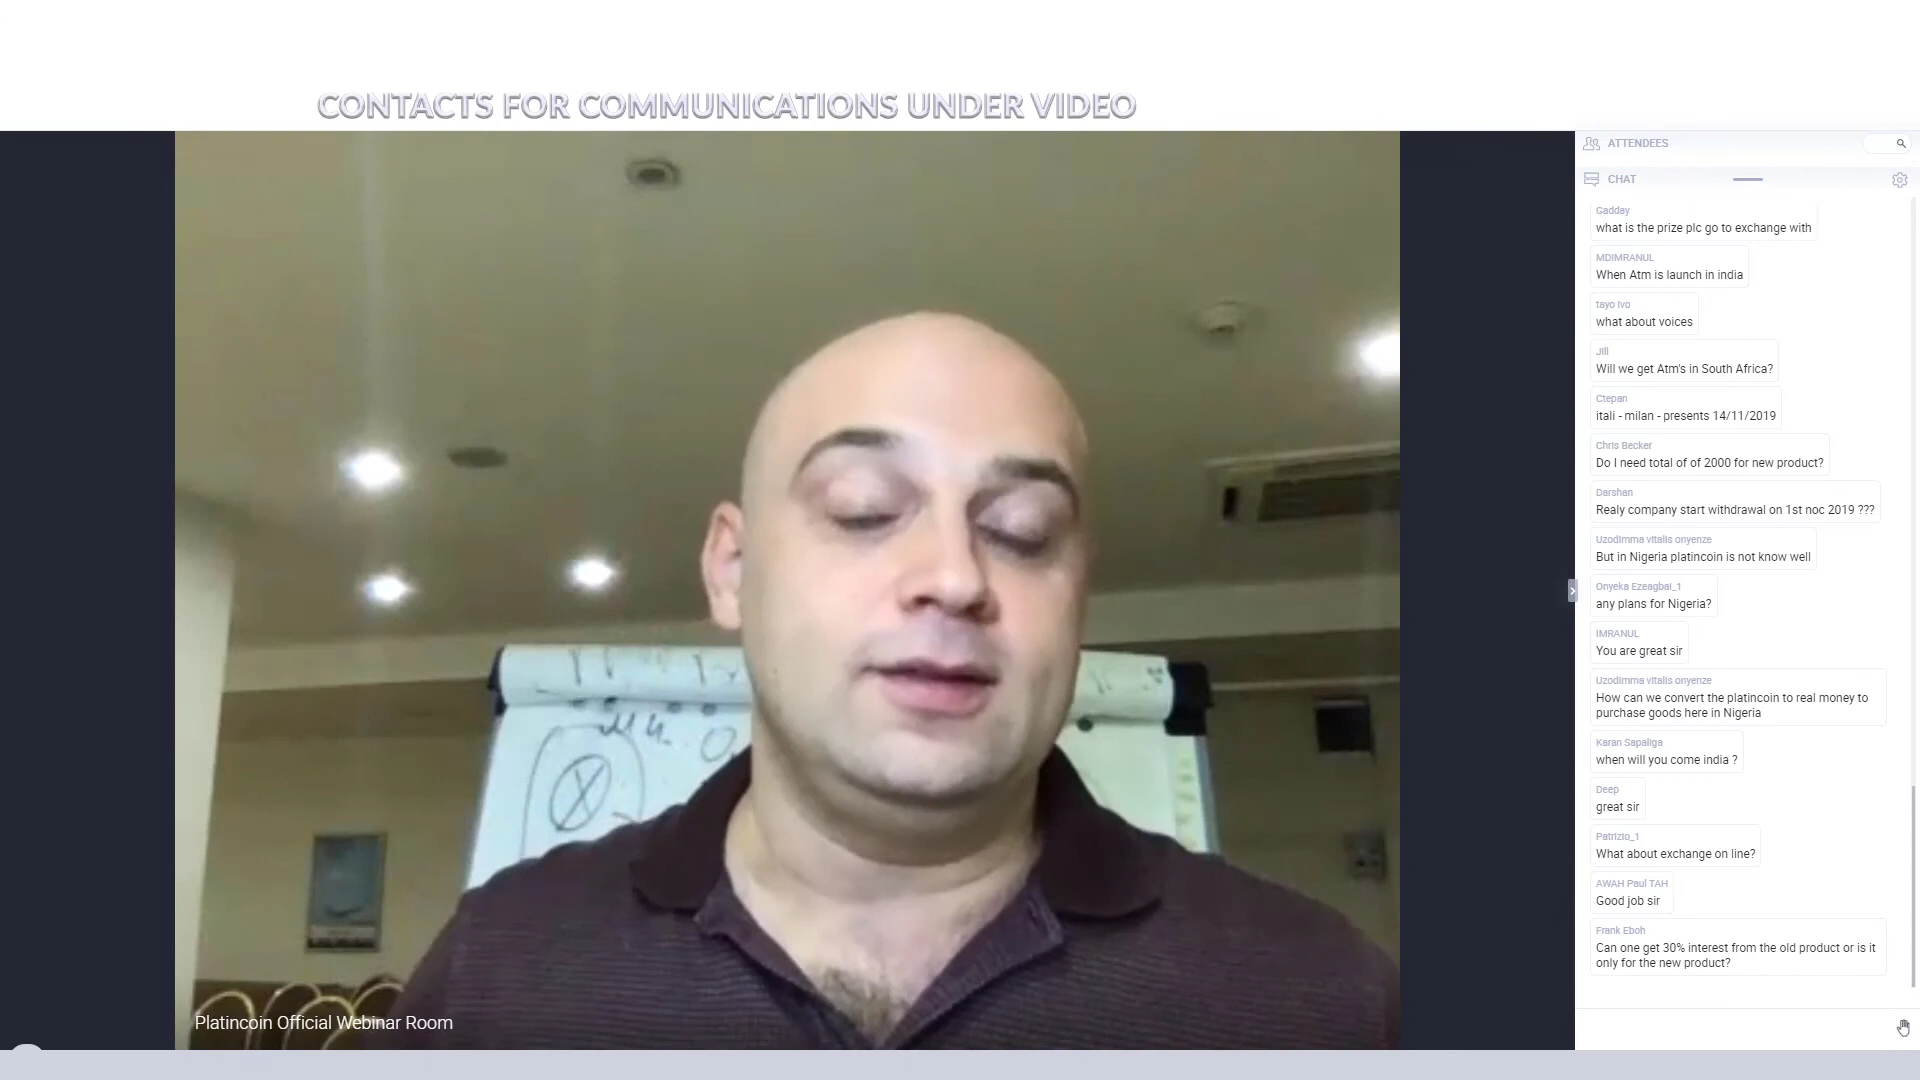 CONTACTS FOR COMMUNICATIONS UNDER VIDEO
ATTENDEES
CHAT
Gadday
what is the prize plc go to exchange with
MDIMRANUL
When Atm is launch in india
tayo ivo
what about voices
Jill
Will we get Atm's in South Africa?
Ctepan
itali - milan - presents 14/11/2019
Chris Becker
Do I need total of of 2000 for new product?
Darshan
Realy company start withdrawal on 1st noc 2019 ???
Uzodimma vitalis onyenze
But in Nigeria platincoin is not know well
Onyeka Ezeagbai_1
any plans for Nigeria?
IMRANUL
You are great sir
Uzodimma vitalis onyenze
How can we convert the platincoin to real money to
purchase goods here in Nigeria
Karan Sapaliga
when will you come india ?
Deep
great sir
Patrizio_1
What about exchange on line?
AWAH Paul TAH
Good job sir
Frank Eboh
Can one get 30% interest from the old product or is it
only for the new product?
Platincoin Official Webinar Room